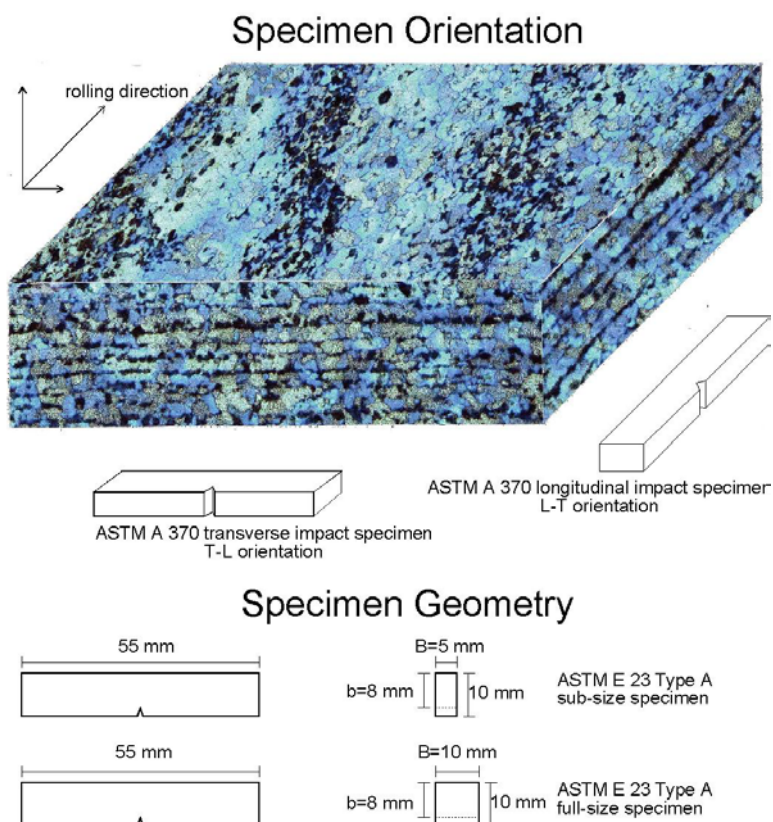 Specimen Orientation
rolling direction
ASTM A 370 longitudinal impact specimen
L-T orientation
ASTM A 370 transverse impact specimen
T-L orientation
Specimen Geometry
55 mm
B=5 mm
b=8 mm
10 mm
ASTM E 23 Type A
sub-size specimen
55 mm
B=10 mm
b=8 mm
10 mm
ASTM E 23 Type A
full-size specimen